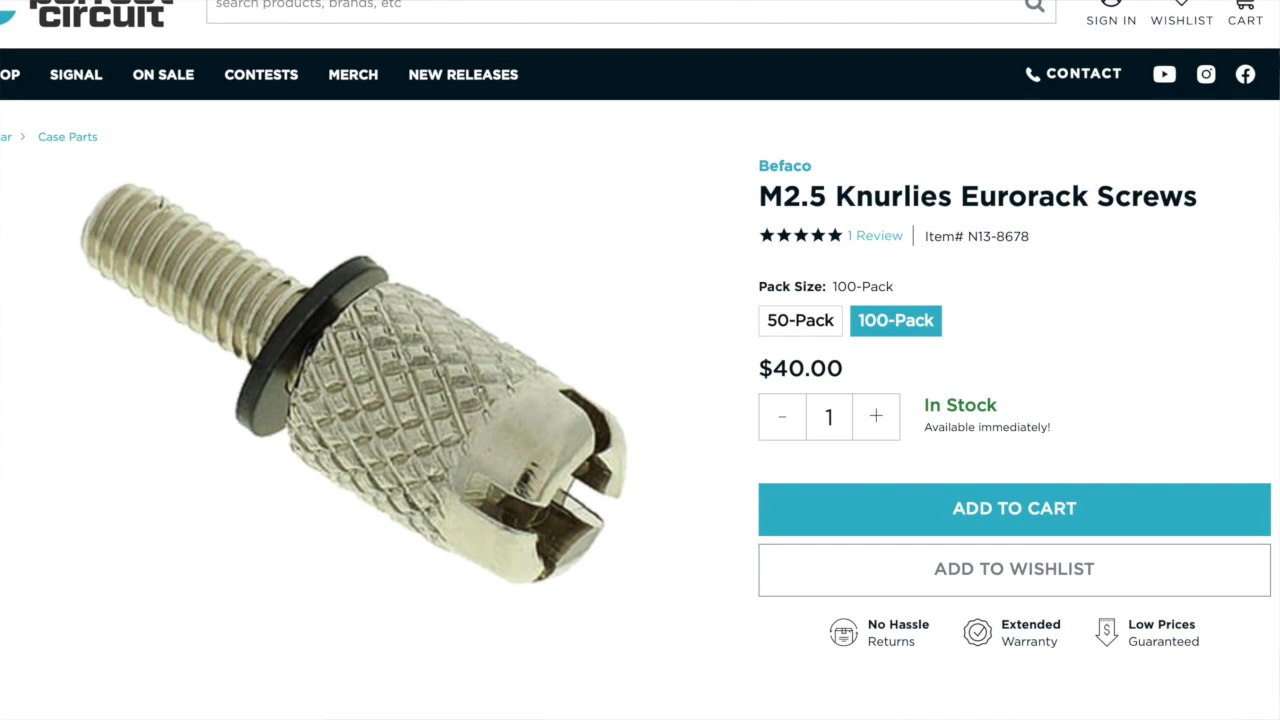 perfect
circuit
search products, brands, etc
SIGN IN
WISHLIST
CART
OP
SIGNAL
ON SALE
CONTESTS
MERCH
NEW RELEASES
CONTACT
ar > Case Parts
Befaco
M2.5 Knurlies Eurorack Screws
1 Review | Item# N13-8678
Pack Size: 100-Pack
50-Pack
100-Pack
$40.00
- 1 +
In Stock
Available immediately!
ADD TO CART
ADD TO WISHLIST
No Hassle
Returns
Extended
Warranty
$
Low Prices
Guaranteed